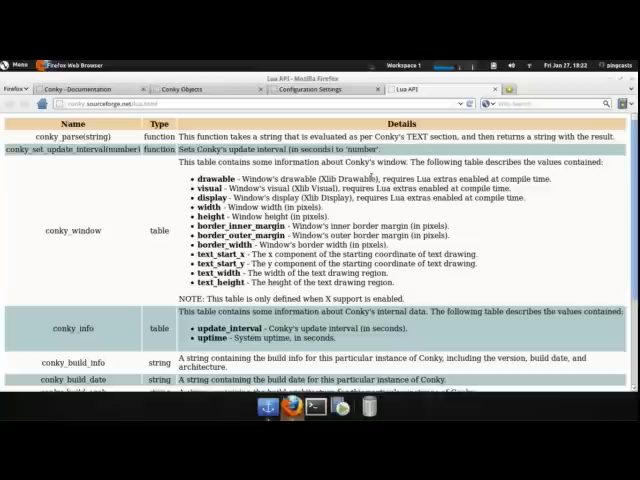 Menu Firefox Web Browser Workspace 1 Fri Jan 27, 18:22 pingcasts
Lua API - Mozilla Firefox
Firefox Conky - Documentation Conky Objects Configuration Settings Lua API
conky.sourceforge.net/lua.html Web Search
Name Type Details
conky_parse(string) function This function takes a string that is evaluated as per Conky's TEXT section, and then returns a string with the result.
conky_set_update_interval(number) function Sets Conky's update interval (in seconds) to 'number'.
This table contains some information about Conky's window. The following table describes the values contained:
• drawable - Window's drawable (Xlib Drawable), requires Lua extras enabled at compile time.
• visual - Window's visual (Xlib Visual), requires Lua extras enabled at compile time.
• display - Window's display (Xlib Display), requires Lua extras enabled at compile time.
• width - Window width (in pixels).
• height - Window height (in pixels).
• border_inner_margin - Window's inner border margin (in pixels).
conky_window table
• border_outer_margin - Window's outer border margin (in pixels).
• border_width - Window's border width (in pixels).
• text_start_x - The x component of the starting coordinate of text drawing.
• text_start_y - The y component of the starting coordinate of text drawing.
• text_width - The width of the text drawing region.
• text_height - The height of the text drawing region.
NOTE: This table is only defined when X support is enabled.
This table contains some information about Conky's internal data. The following table describes the values contained:
conky_info table
• update_interval - Conky's update interval (in seconds).
• uptime - System uptime, in seconds.
conky_build_info string A string containing the build info for this particular instance of Conky, including the version, build date, and
architecture.
conky_build_date string A string containing the build date for this particular instance of Conky.